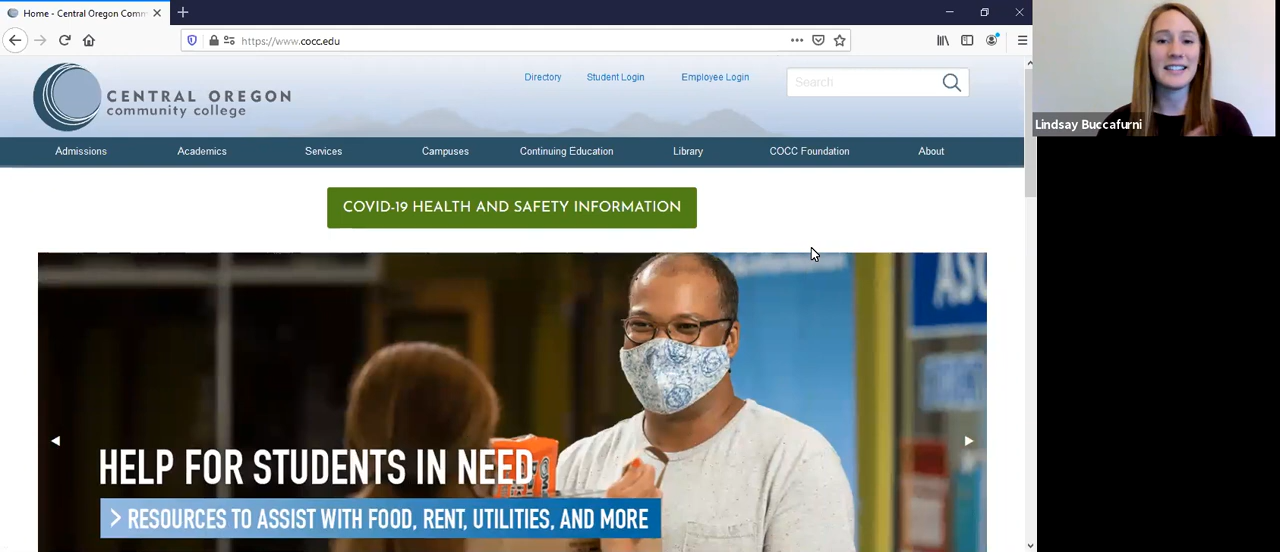 Home - Central Oregon Comm
https://www.cocc.edu
CENTRAL OREGON
community college
Directory Student Login Employee Login Search
Admissions Academics Services Campuses Continuing Education Library COCC Foundation About
COVID-19 HEALTH AND SAFETY INFORMATION
HELP FOR STUDENTS IN NEED
> RESOURCES TO ASSIST WITH FOOD, RENT, UTILITIES, AND MORE
Lindsay Buccafurni